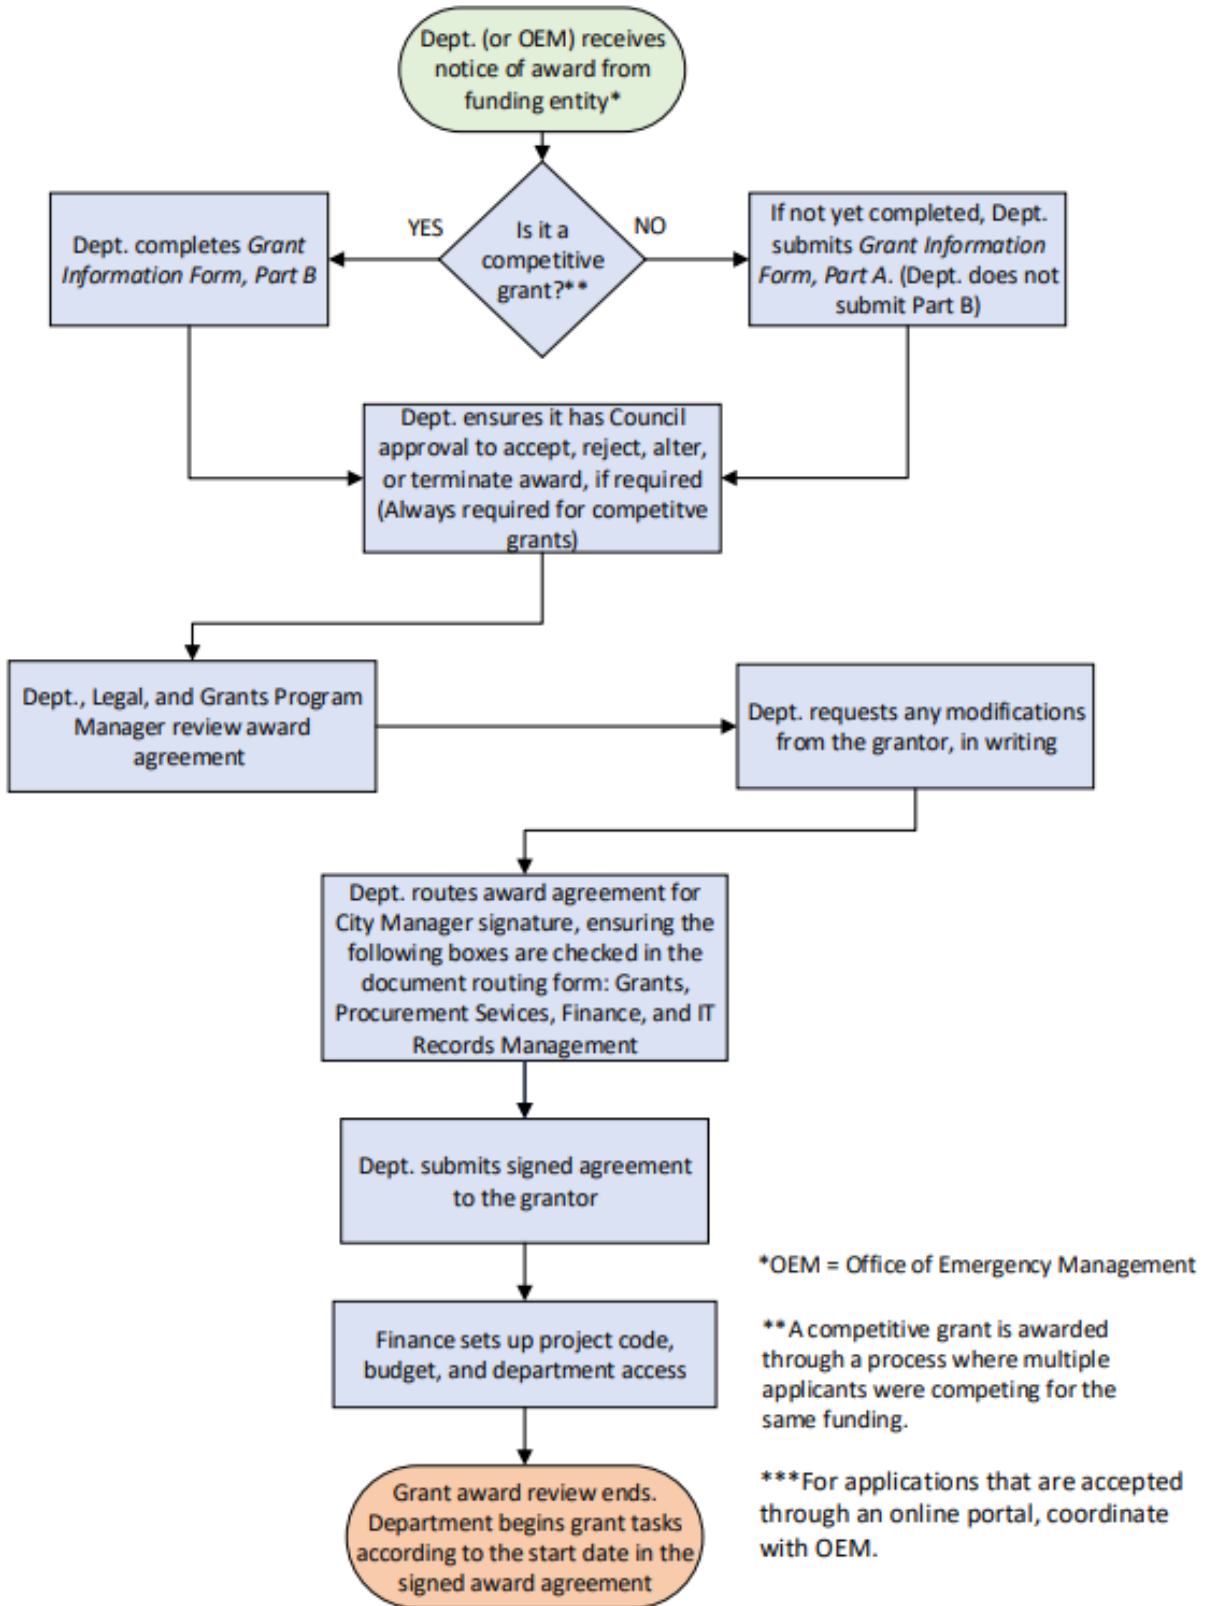 Dept. (or OEM) receives
notice of award from
funding entity*
YES
Is it a
competitive
grant?**
NO
Dept. completes Grant
Information Form, Part B
If not yet completed, Dept.
submits Grant Information
Form, Part A. (Dept. does not
submit Part B)
Dept. ensures it has Council
approval to accept, reject, alter,
or terminate award, if required
(Always required for competitve
grants)
Dept., Legal, and Grants Program
Manager review award
agreement
Dept. requests any modifications
from the grantor, in writing
Dept. routes award agreement for
City Manager signature, ensuring the
following boxes are checked in the
document routing form: Grants,
Procurement Sevices, Finance, and IT
Records Management
Dept. submits signed agreement
to the grantor
Finance sets up project code,
budget, and department access
Grant award review ends.
Department begins grant tasks
according to the start date in the
signed award agreement
*OEM = Office of Emergency Management
**A competitive grant is awarded
through a process where multiple
applicants were competing for the
same funding.
***For applications that are accepted
through an online portal, coordinate
with OEM.